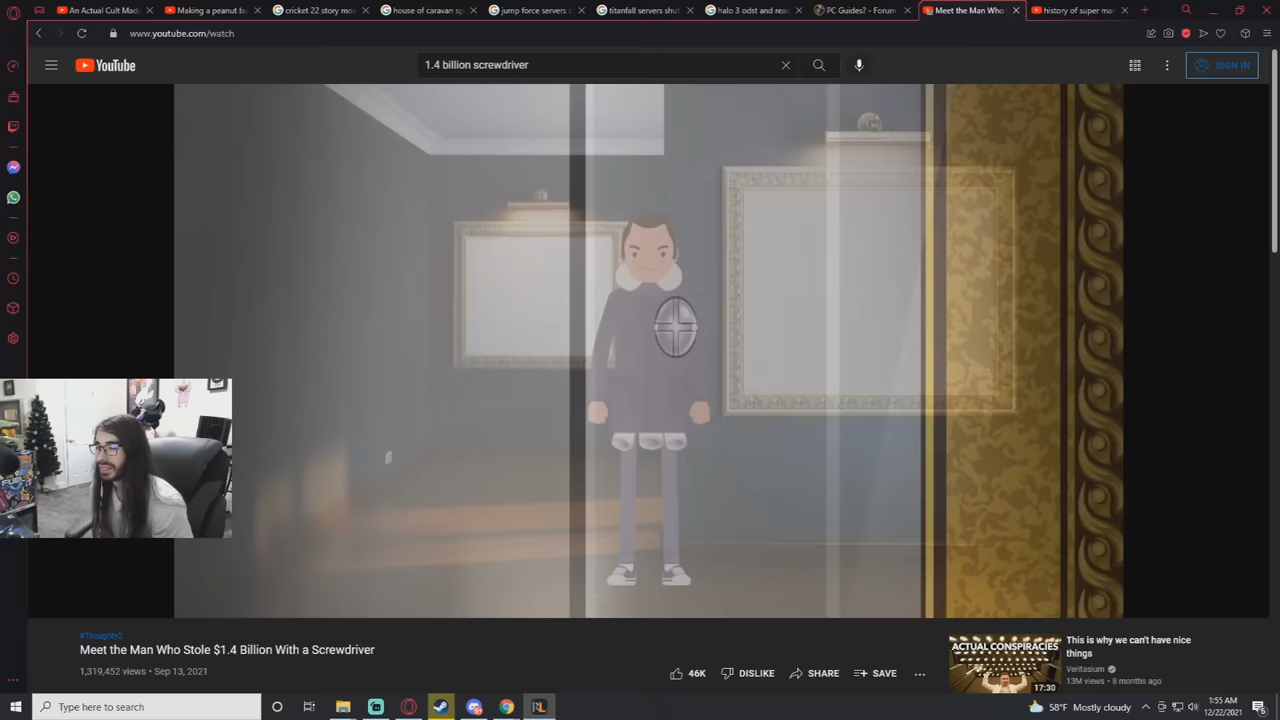 An Actual Cult Mad
Making a peanut bo
cricket 22 story mod
house of caravan sp
jump force servers c
titanfall servers shut
halo 3 odst and reac
PC Guides? - Forum
Meet the Man Who
history of super mar
www.youtube.com/watch
YouTube
1.4 billion screwdriver
SIGN IN
#Thoughty2
Meet the Man Who Stole $1.4 Billion With a Screwdriver
1,319,452 views • Sep 13, 2021
46K
DISLIKE
SHARE
SAVE
ACTUAL CONSPIRACIES
17:30
This is why we can't have nice
things
Veritasium
13M views • 8 months ago
Type here to search
58°F Mostly cloudy
1:55 AM
12/22/2021